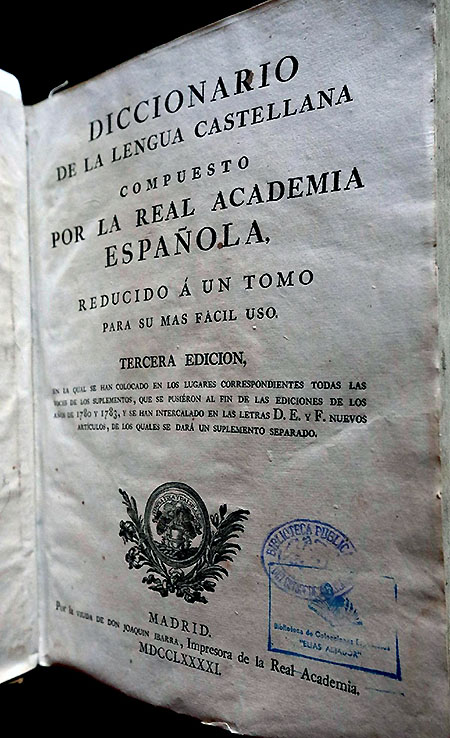 DICCIONARIO
DE LA LENGUA CASTELLANA
COMPUESTO
POR LA REAL ACADEMIA
ESPAÑOLA,
REDUCIDO Á UN TOMO
PARA SU MAS FÁCIL USO.
TERCERA EDICION,
EN LA QUAL SE HAN COLOCADO EN LOS LUGARES CORRESPONDIENTES TODAS LAS
VOCES DE LOS SUPLEMENTOS, QUE SE PUSIÉRON AL FIN DE LAS EDICIONES DE LOS
AÑOS DE 1780 Y 1783, Y SE HAN INTERCALADO EN LAS LETRAS D. E. Y F. NUEVOS
ARTÍCULOS, DE LOS QUALES SE DARÁ UN SUPLEMENTO SEPARADO.
MADRID.
Por la VIUDA DE DON JOAQUIN IBARRA, Impresora de la Real Academia.
MDCCLXXXXI.
BIBLIOTECA PUBLIC
Biblioteca de Colecciones
"ELIAS ALJADUR"